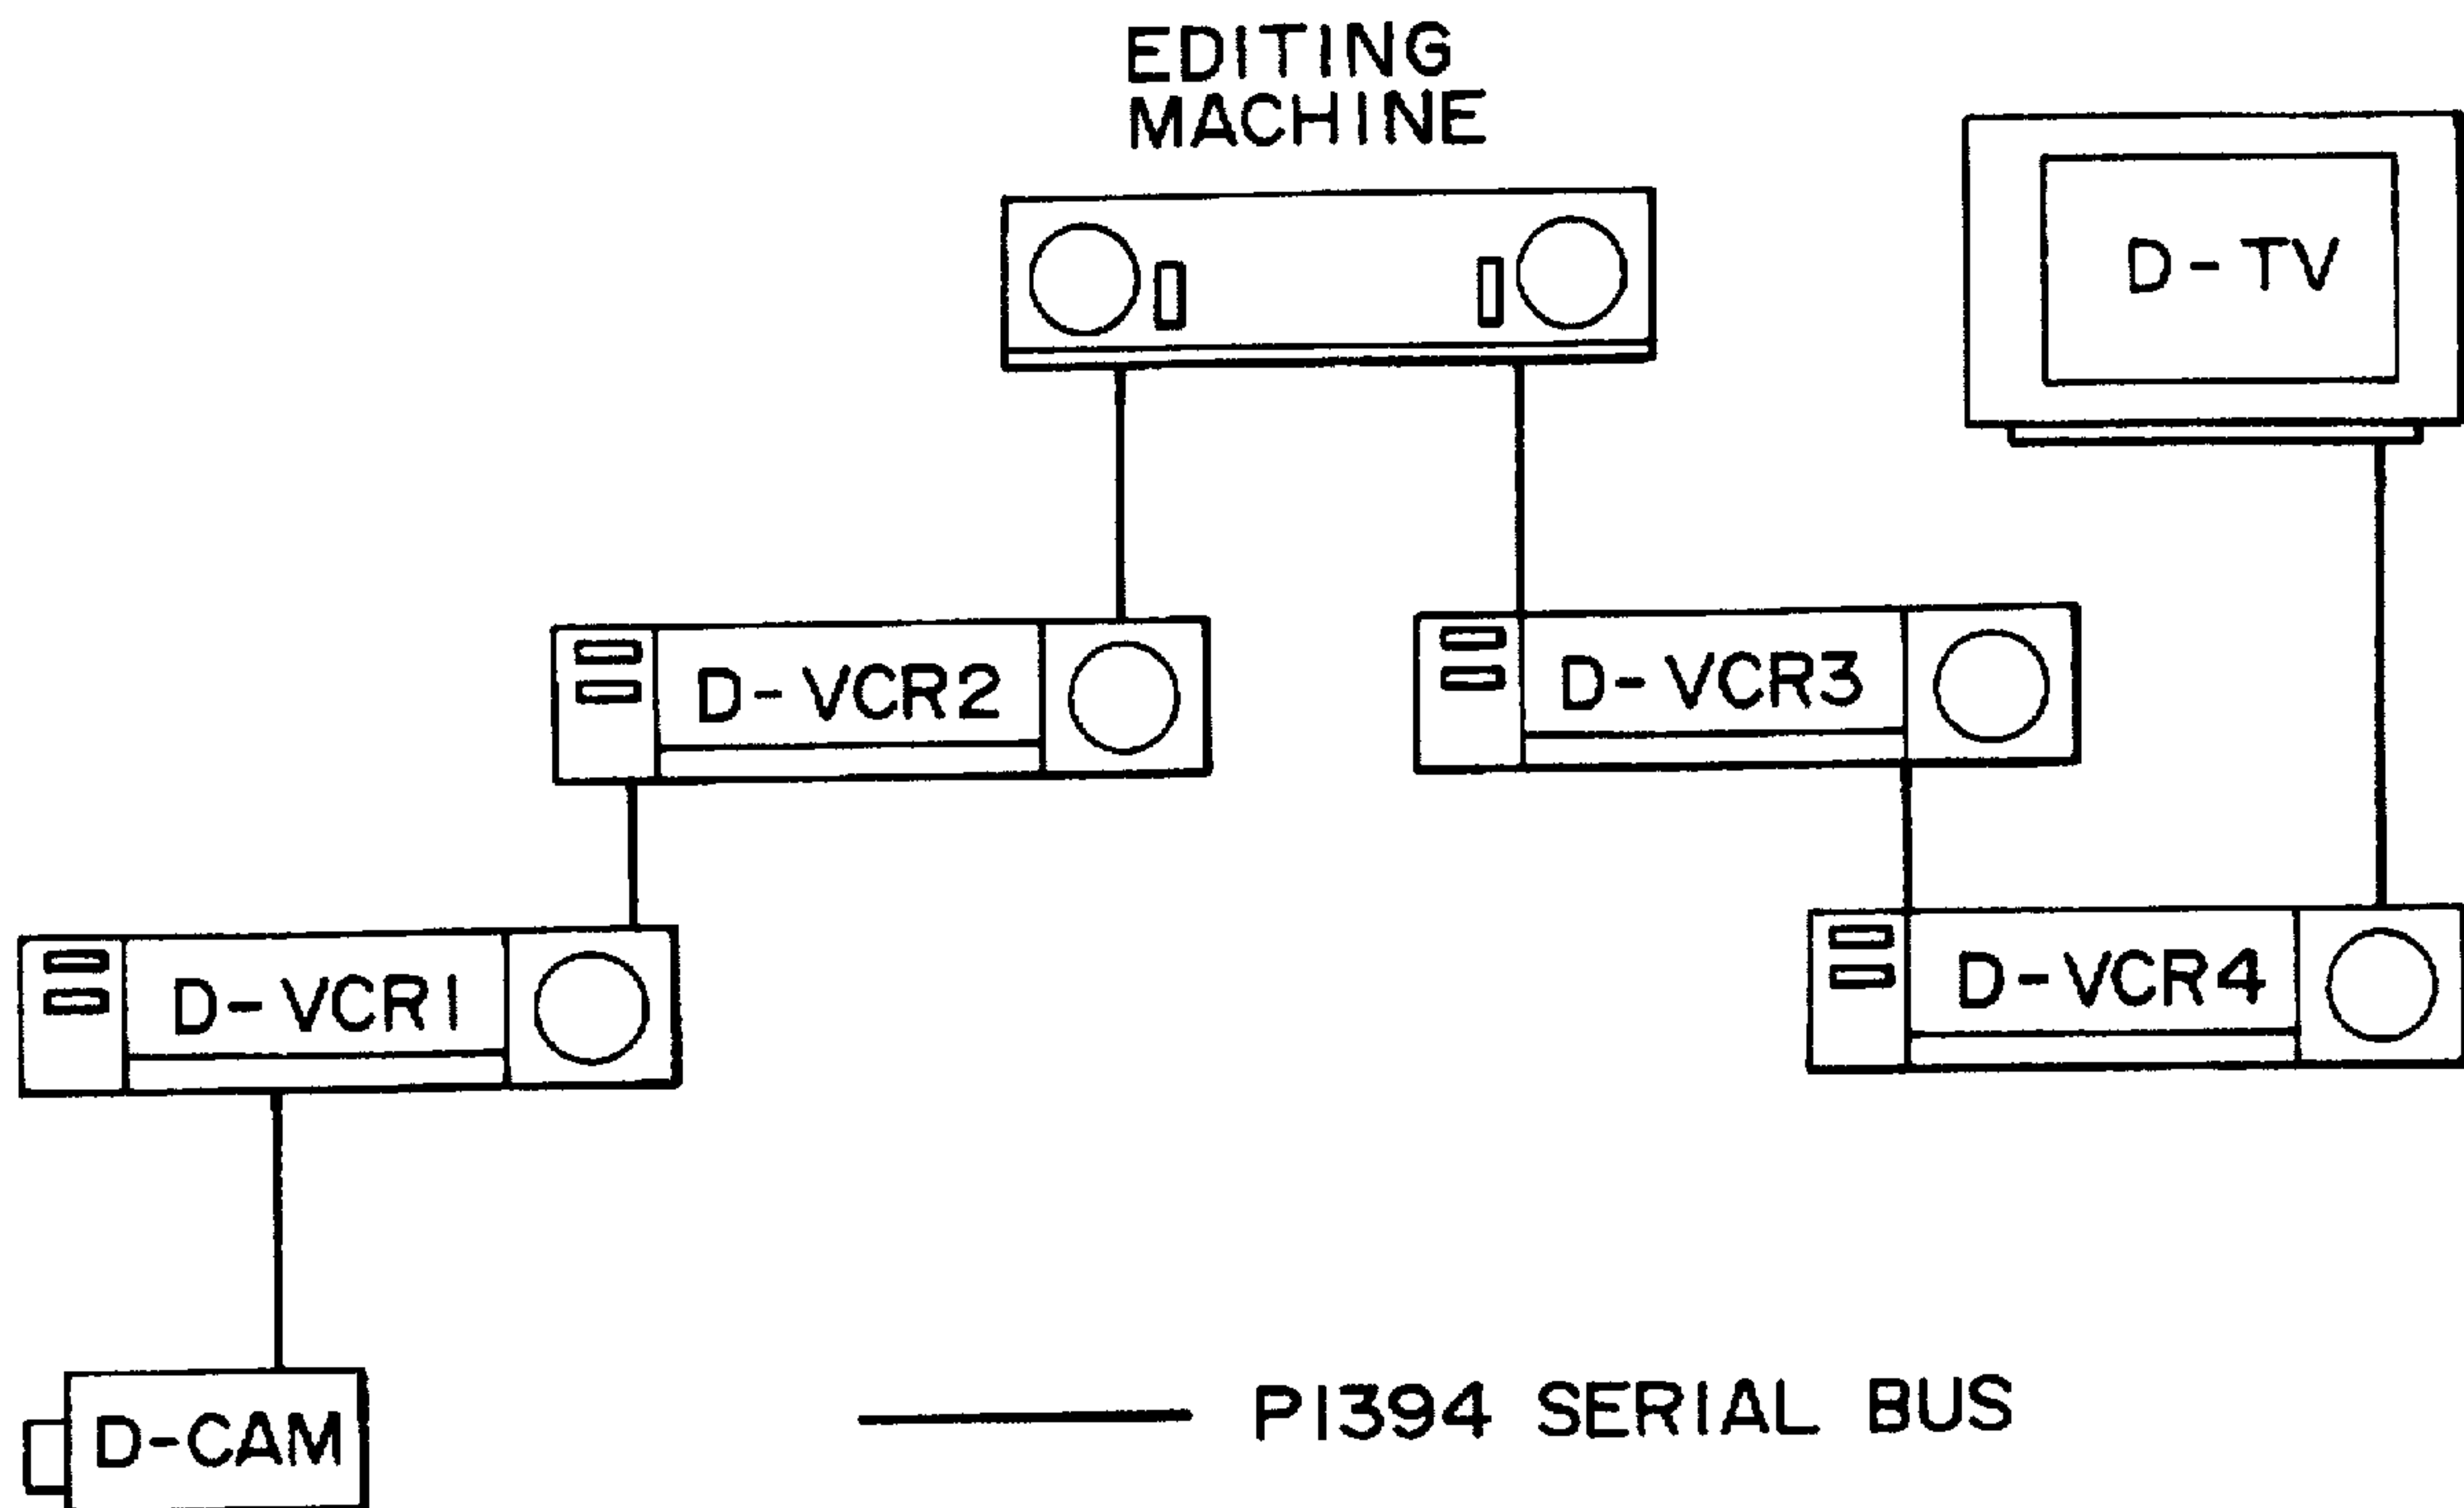 EDITING
MACHINE
D-TV
D-VCR2
D-VCR3
D-VCR1
D-VCR4
D-CAM
P1394 SERIAL BUS